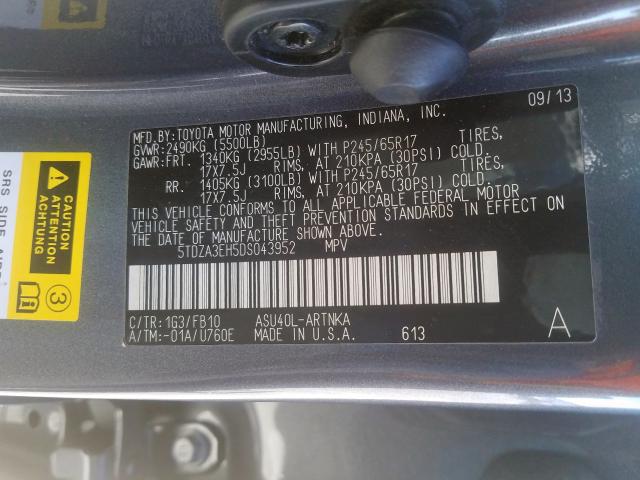 MFD.BY:TOYOTA MOTOR MANUFACTURING, INDIANA, INC. 09/13
GVWR:2490KG (5500LB)
GAWR:FRT. 1340KG (2955LB) WITH P245/65R17 TIRES,
17X7.5J RIMS, AT 210KPA (30PSI) COLD.
RR. 1405KG (3100LB) WITH P245/65R17 TIRES,
17X7.5J RIMS, AT 210KPA (30PSI) COLD.
THIS VEHICLE CONFORMS TO ALL APPLICABLE FEDERAL MOTOR
VEHICLE SAFETY AND THEFT PREVENTION STANDARDS IN EFFECT ON
THE DATE OF MANUFACTURE SHOWN ABOVE.
5TDZA3EH5DS043952 MPV
C/TR:1G3/FB10 ASU40L-ARTNKA
A/TM:-01A/U760E MADE IN U.S.A. 613 A
CAUTION
ATTENTION
ACHTUNG
SRS SIDE
3